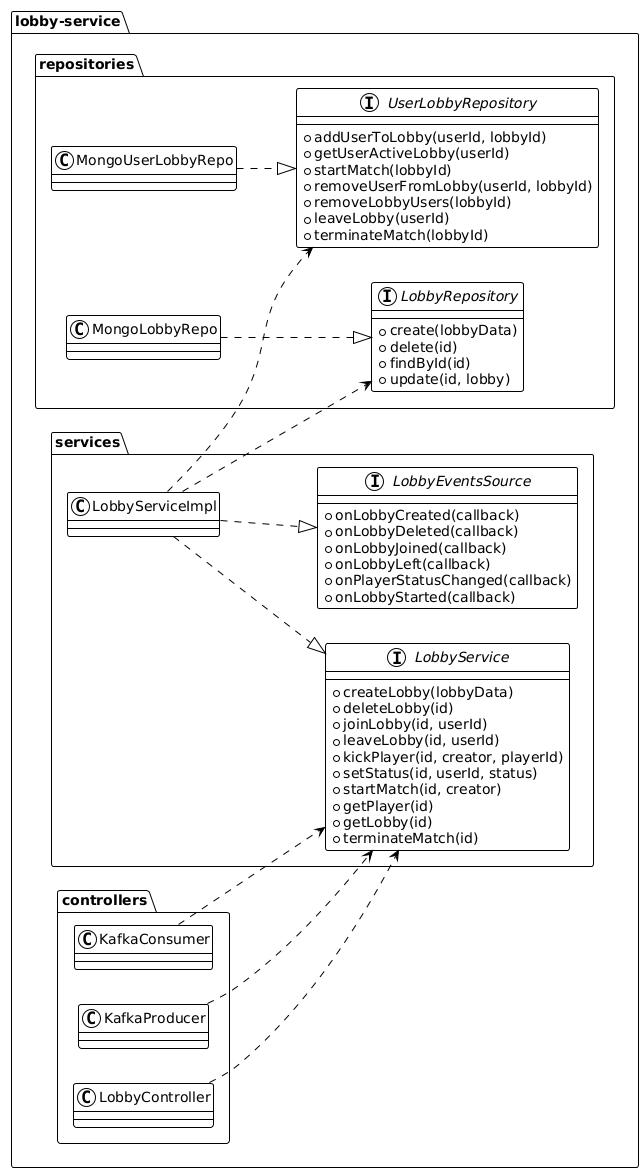 lobby-service
repositories
I UserLobbyRepository
addUserToLobby(userId, lobbyId)
getUserActiveLobby(userId)
startMatch(lobbyId)
removeUserFromLobby(userId, lobbyId)
removeLobbyUsers(lobbyId)
leaveLobby(userId)
terminateMatch(lobbyId)
C MongoUserLobbyRepo
I LobbyRepository
create(lobbyData)
delete(id)
findById(id)
update(id, lobby)
C MongoLobbyRepo
services
I LobbyEventsSource
onLobbyCreated(callback)
onLobbyDeleted(callback)
onLobbyJoined(callback)
onLobbyLeft(callback)
onPlayerStatusChanged(callback)
onLobbyStarted(callback)
C LobbyServiceImpl
I LobbyService
createLobby(lobbyData)
deleteLobby(id)
joinLobby(id, userId)
leaveLobby(id, userId)
kickPlayer(id, creator, playerId)
setStatus(id, userId, status)
startMatch(id, creator)
getPlayer(id)
getLobby(id)
terminateMatch(id)
controllers
C KafkaConsumer
C KafkaProducer
C LobbyController